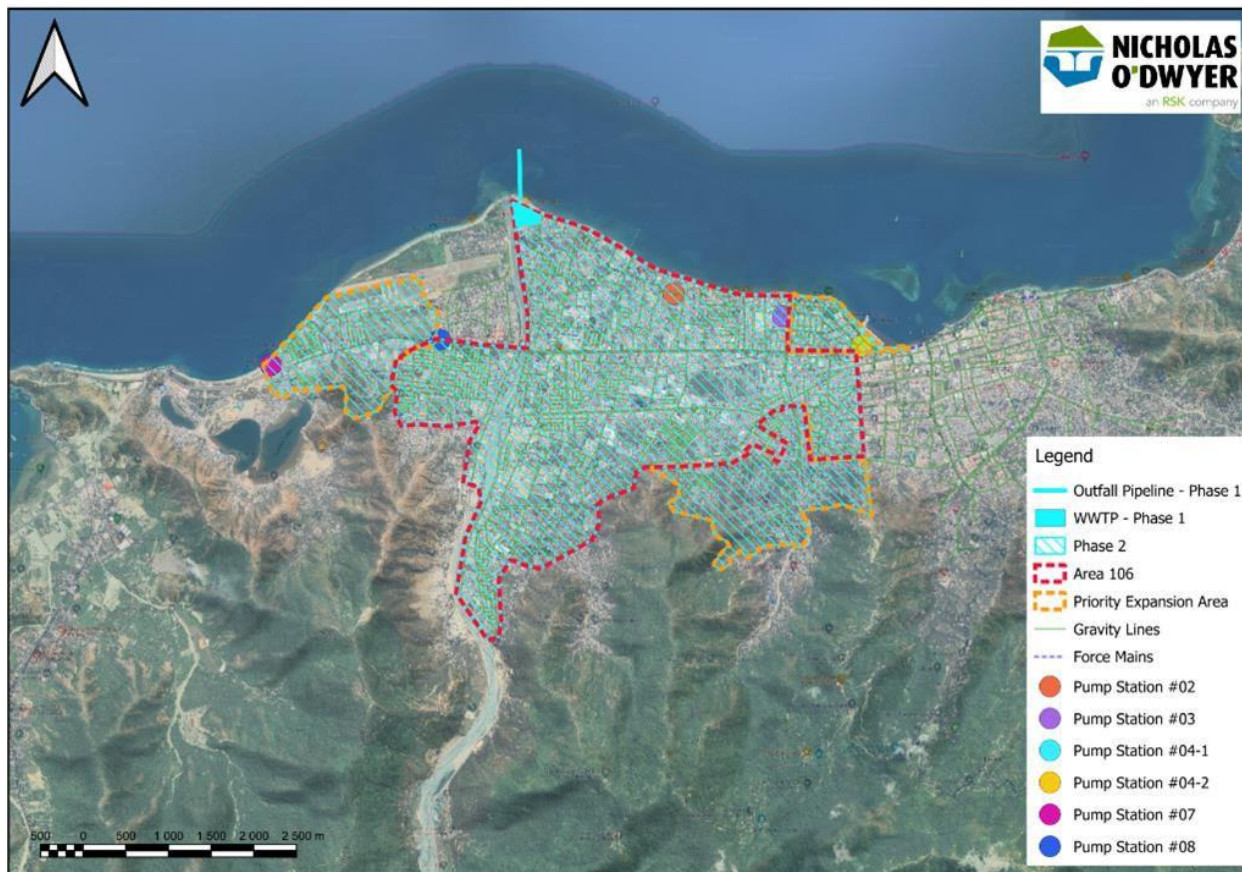 NICHOLAS
O'DWYER
an RSK company
Legend
Outfall Pipeline - Phase 1
WWTP - Phase 1
Phase 2
Area 106
Priority Expansion Area
Gravity Lines
Force Mains
Pump Station #02
Pump Station #03
Pump Station #04-1
Pump Station #04-2
Pump Station #07
Pump Station #08
500 0 500 1 000 1 500 2 000 2 500 m